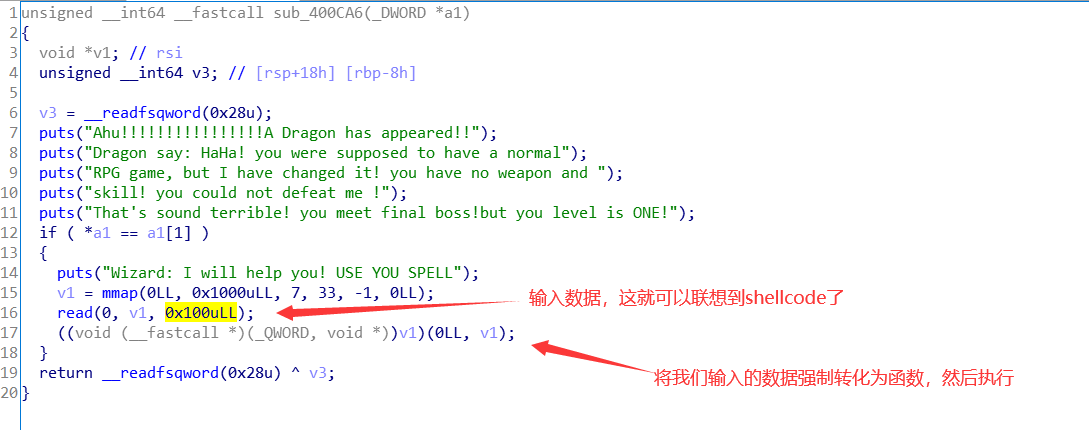 1 unsigned __int64 __fastcall sub_400CA6(_DWORD *a1)
2 {
3 void *v1; // rsi
4 unsigned __int64 v3; // [rsp+18h] [rbp-8h]
5
6 v3 = __readfsqword(0x28u);
7 puts("Ahu!!!!!!!!!!!!!!!!A Dragon has appeared!!");
8 puts("Dragon say: HaHa! you were supposed to have a normal");
9 puts("RPG game, but I have changed it! you have no weapon and ");
10 puts("skill! you could not defeat me !");
11 puts("That's sound terrible! you meet final boss!but you level is ONE!");
12 if ( *a1 == a1[1] )
13 {
14 puts("Wizard: I will help you! USE YOU SPELL");
15 v1 = mmap(0LL, 0x1000uLL, 7, 33, -1, 0LL);
16 read(0, v1, 0x100uLL);
输入数据，这就可以联想到shellcode了
17 ((void (__fastcall *)(_QWORD, void *))v1)(0LL, v1);
18 }
将我们输入的数据强制转化为函数，然后执行
19 return __readfsqword(0x28u) ^ v3;
20 }